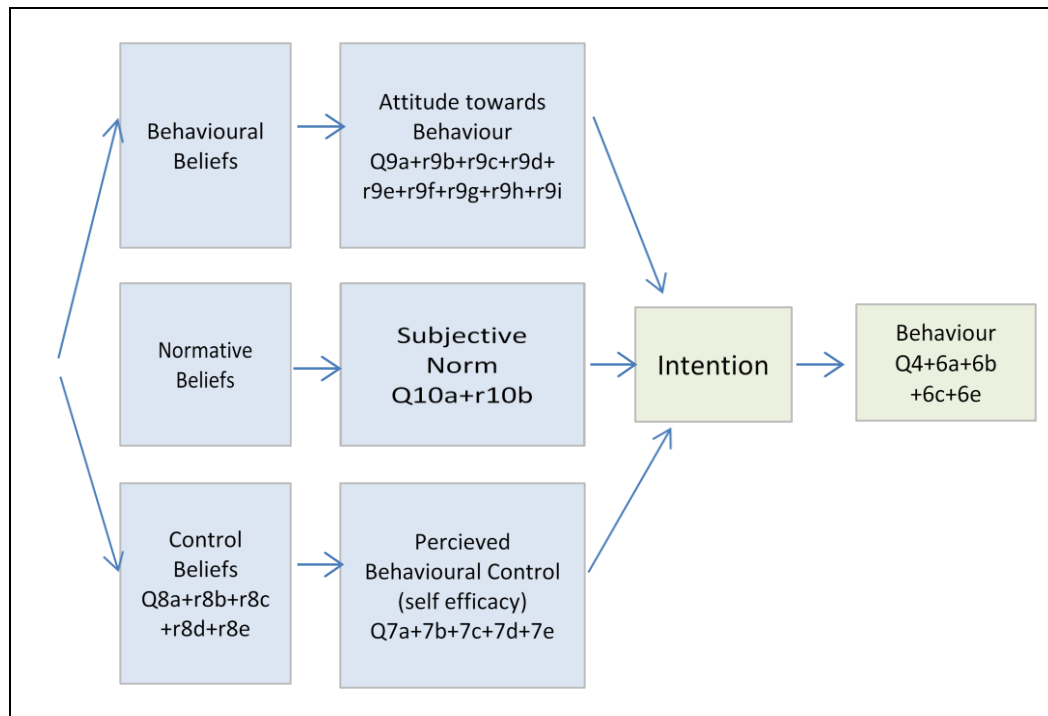 Behavioural
Beliefs
Attitude towards
Behaviour
Q9a+r9b+r9c+r9d+
r9e+r9f+r9g+r9h+r9i
Normative
Beliefs
Subjective
Norm
Q10a+r10b
Intention
Behaviour
Q4+6a+6b
+6c+6e
Control
Beliefs
Q8a+r8b+r8c
+r8d+r8e
Percieved
Behavioural Control
(self efficacy)
Q7a+7b+7c+7d+7e